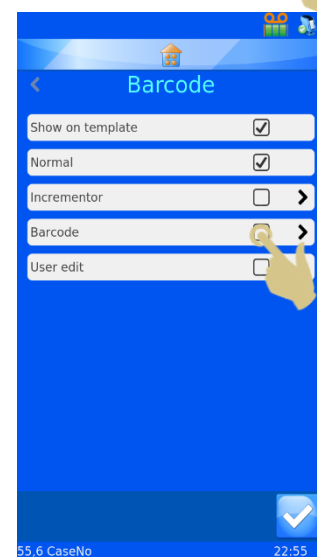 Barcode
Show on template
Normal
Incrementor
Barcode
User edit
55,6 CaseNo 22:55